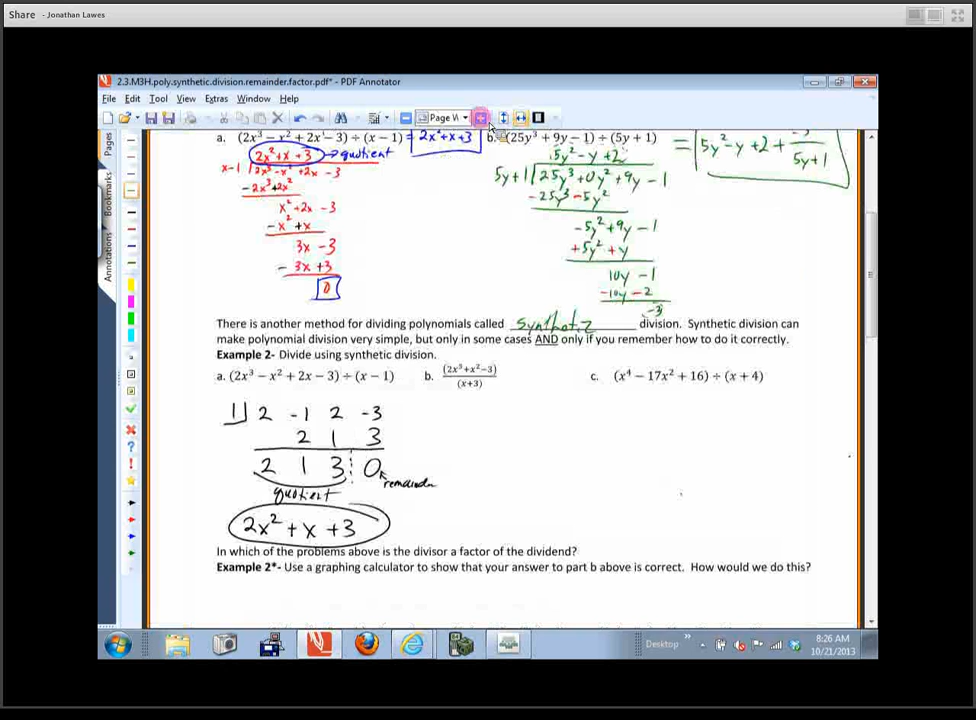 Share - Jonathan Lawes
2.3.M3H.poly.synthetic.division.remainder.factor.pdf* - PDF Annotator
File Edit Tool View Extras Window Help
Page Wi
Pages
Bookmarks
Annotations
a. (2x³ − x² + 2x − 3) ÷ (x − 1) = 2x² + x + 3 b. (25y³ + 9y − 1) ÷ (5y + 1) = 5y² - y + 2 + -3/(5y+1)
2x² + x + 3 → quotient
x-1 2x³ - x² + 2x - 3
- 2x³ + 2x²
x² + 2x - 3
- x² + x
3x - 3
- 3x + 3
0
5y² - y + 2
5y+1 25y³ + 0y² + 9y - 1
- 25y³ - 5y²
-5y² + 9y - 1
+5y² + y
10y - 1
-10y - 2
-3
There is another method for dividing polynomials called synthetic division. Synthetic division can
make polynomial division very simple, but only in some cases AND only if you remember how to do it correctly.
Example 2- Divide using synthetic division.
a. (2x³ − x² + 2x − 3) ÷ (x − 1) b. (2x³+x²−3)/(x+3) c. (x⁴ − 17x² + 16) ÷ (x + 4)
1 2 -1 2 -3
2 1 3
2 1 3 0
remainder
quotient
2x² + x + 3
In which of the problems above is the divisor a factor of the dividend?
Example 2*- Use a graphing calculator to show that your answer to part b above is correct. How would we do this?
Desktop
8:26 AM
10/21/2013